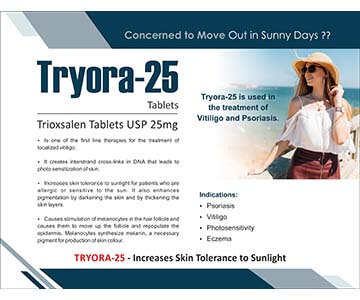 Concerned to Move Out in Sunny Days ??
Tryora-25
Tablets
Trioxsalen Tablets USP 25mg
• Is one of the first line therapies for the treatment of
localized vitiligo.
• It creates interstrand cross-links in DNA that leads to
photo sensitization of skin.
• Increases skin tolerance to sunlight for patients who are
allergic or sensitive to the sun. It also enhances
pigmentation by darkening the skin and by thickening the
skin layers.
• Causes stimulation of melanocytes in the hair follicle and
causes them to move up the follicle and repopulate the
epidermis. Melanocytes synthesize melanin, a necessary
pigment for production of skin colour.
Tryora-25 is used in
the treatment of
Vitiligo and Psoriasis.
Indications:
• Psoriasis
• Vitiligo
• Photosensitivity
• Eczema
TRYORA-25 - Increases Skin Tolerance to Sunlight